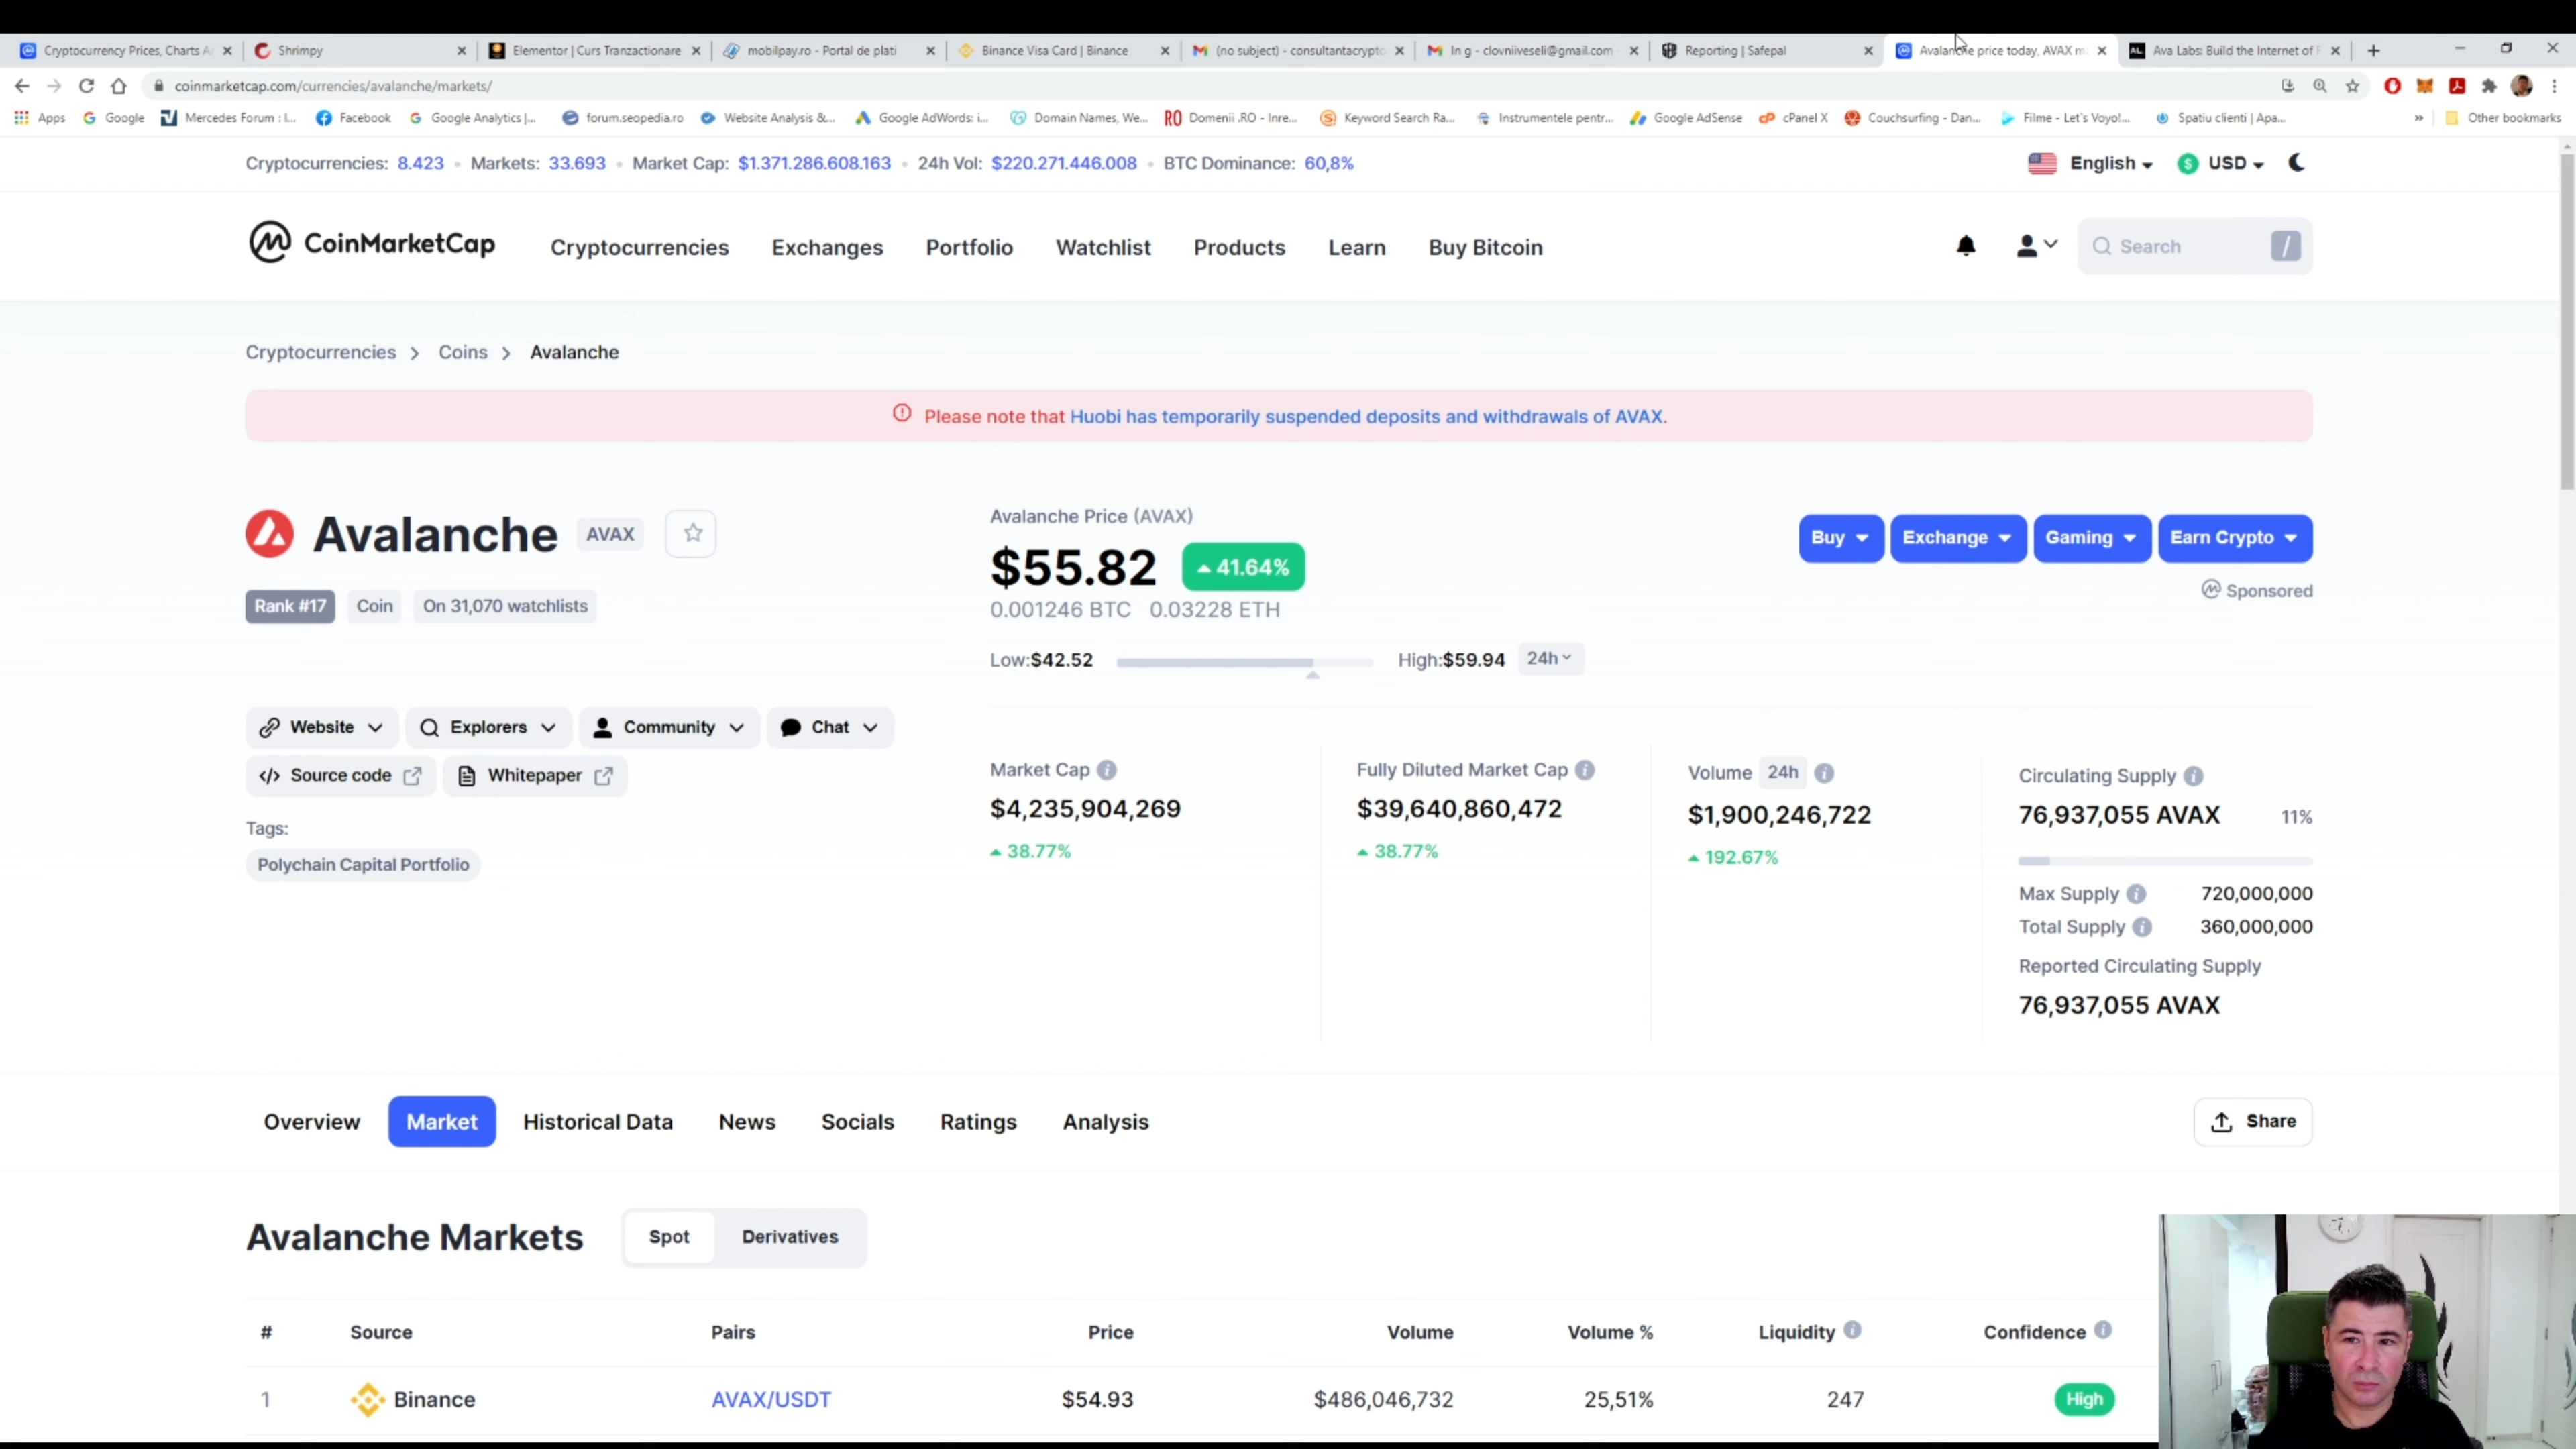 Cryptocurrency Prices, Charts A
Shrimpy
Elementor | Curs Tranzactionare
mobilpay.ro - Portal de plati
Binance Visa Card | Binance
(no subject) - consultantacrypto
In g - clovniiveseli@gmail.com
Reporting | Safepal
Avalanche price today, AVAX ma
Ava Labs: Build the Internet of F
coinmarketcap.com/currencies/avalanche/markets/
Apps
Google
Mercedes Forum : I...
Facebook
Google Analytics |...
forum.seopedia.ro
Website Analysis &...
Google AdWords: i...
Domain Names, We...
RO Domenii .RO - Inre...
Keyword Search Ra...
Instrumentele pentr...
Google AdSense
cP cPanel X
Couchsurfing - Dan...
Filme - Let`s Voyo!...
Spatiu clienti | Apa...
»
Other bookmarks
Cryptocurrencies: 8.423 • Markets: 33.693 • Market Cap: $1.371.286.608.163 • 24h Vol: $220.271.446.008 • BTC Dominance: 60,8%
English
USD
CoinMarketCap
Cryptocurrencies
Exchanges
Portfolio
Watchlist
Products
Learn
Buy Bitcoin
Search
/
Cryptocurrencies > Coins > Avalanche
Please note that Huobi has temporarily suspended deposits and withdrawals of AVAX.
Avalanche AVAX
Rank #17
Coin
On 31,070 watchlists
Website
Explorers
Community
Chat
Source code
Whitepaper
Tags:
Polychain Capital Portfolio
Avalanche Price (AVAX)
$55.82 41.64%
0.001246 BTC 0.03228 ETH
Low:$42.52
High:$59.94 24h
Buy
Exchange
Gaming
Earn Crypto
Sponsored
Market Cap
$4,235,904,269
38.77%
Fully Diluted Market Cap
$39,640,860,472
38.77%
Volume 24h
$1,900,246,722
192.67%
Circulating Supply
76,937,055 AVAX 11%
Max Supply 720,000,000
Total Supply 360,000,000
Reported Circulating Supply
76,937,055 AVAX
Overview
Market
Historical Data
News
Socials
Ratings
Analysis
Share
Avalanche Markets
Spot
Derivatives
# Source Pairs Price Volume Volume % Liquidity Confidence
1 Binance AVAX/USDT $54.93 $486,046,732 25,51% 247 High